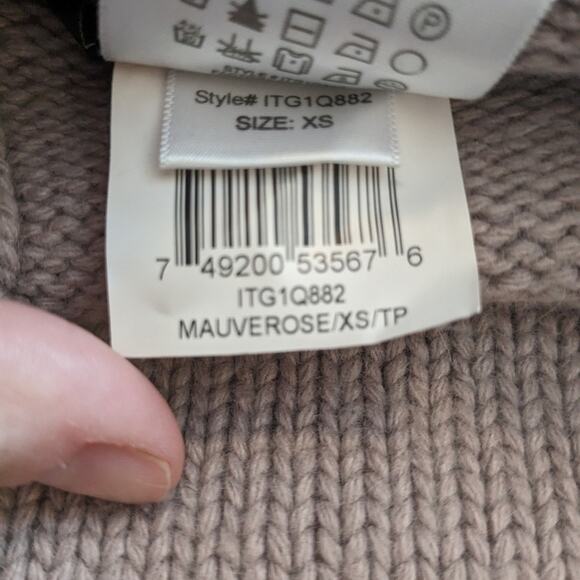 Style# ITG1Q882
SIZE: XS
7 49200 53567 6
ITG1Q882
MAUVEROSE/XS/TP